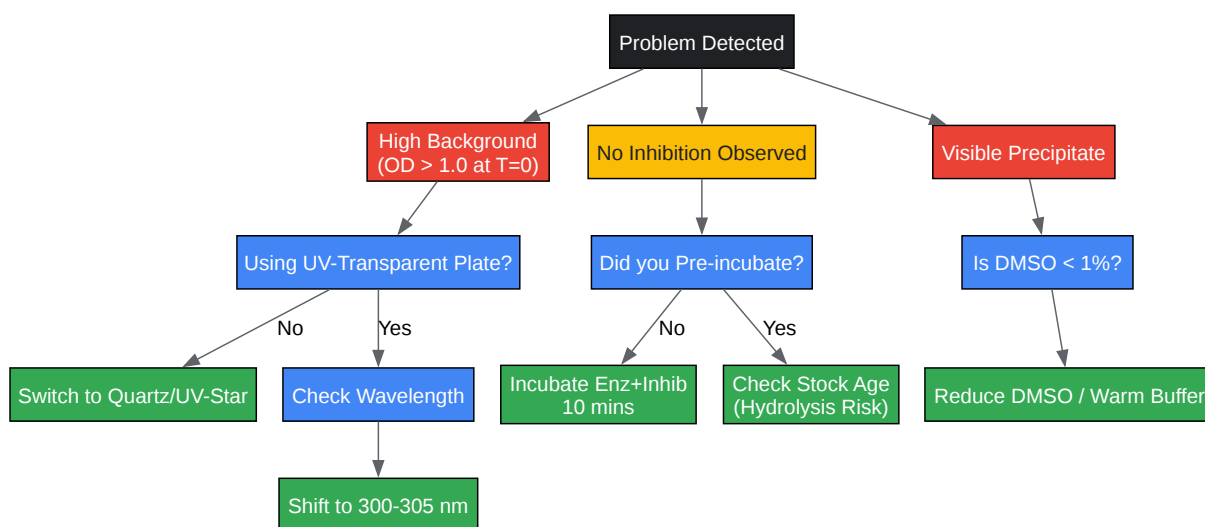 Problem Detected
High Background
(OD > 1.0 at T=0)
No Inhibition Observed
Visible Precipitate
Using UV-Transparent Plate?
Did you Pre-incubate?
Is DMSO < 1%?
No
Yes
No
Yes
Switch to Quartz/UV-Star
Check Wavelength
Incubate Enz+Inhib
10 mins
Check Stock Age
(Hydrolysis Risk)
Reduce DMSO / Warm Buffer
Shift to 300-305 nm